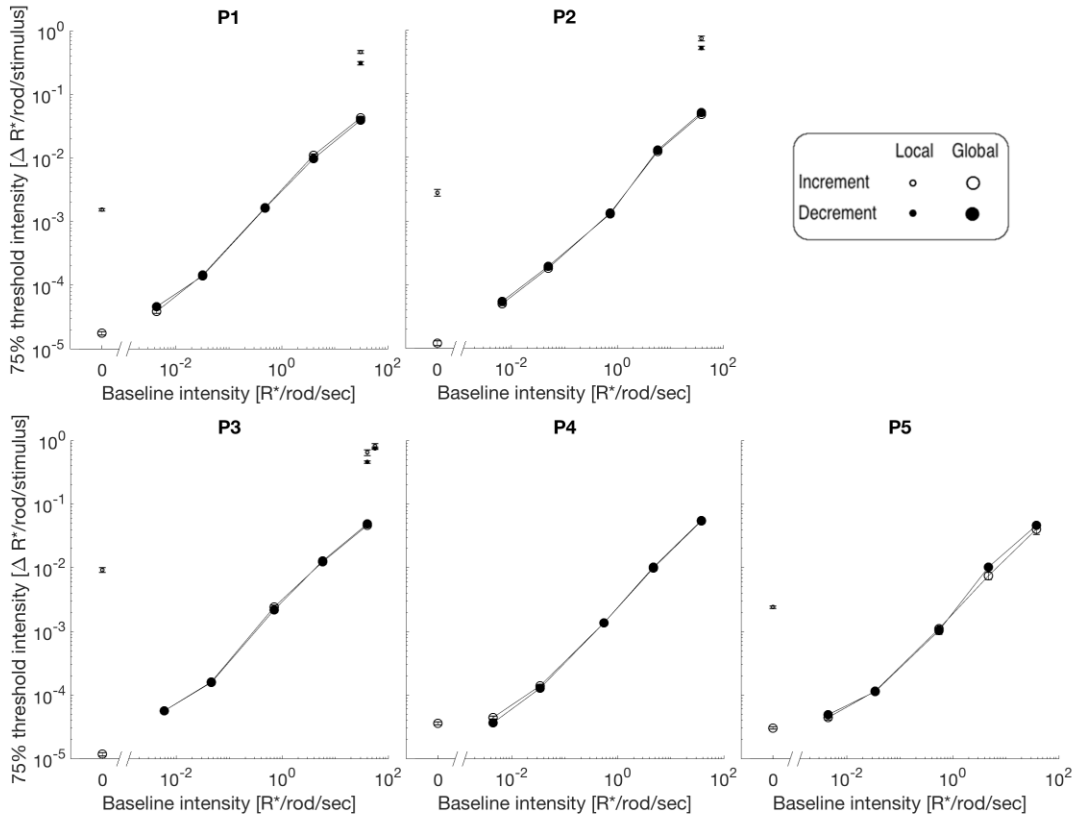 P1
P2
75% threshold intensity [Δ R*/rod/stimulus]
10^0
10^-1
10^-2
10^-3
10^-4
10^-5
0
10^-2
10^0
10^2
0
10^-2
10^0
10^2
Baseline intensity [R*/rod/sec]
Baseline intensity [R*/rod/sec]
Local Global
Increment
Decrement
P3
P4
P5
75% threshold intensity [Δ R*/rod/stimulus]
10^0
10^-1
10^-2
10^-3
10^-4
10^-5
0
10^-2
10^0
10^2
0
10^-2
10^0
10^2
0
10^-2
10^0
10^2
Baseline intensity [R*/rod/sec]
Baseline intensity [R*/rod/sec]
Baseline intensity [R*/rod/sec]